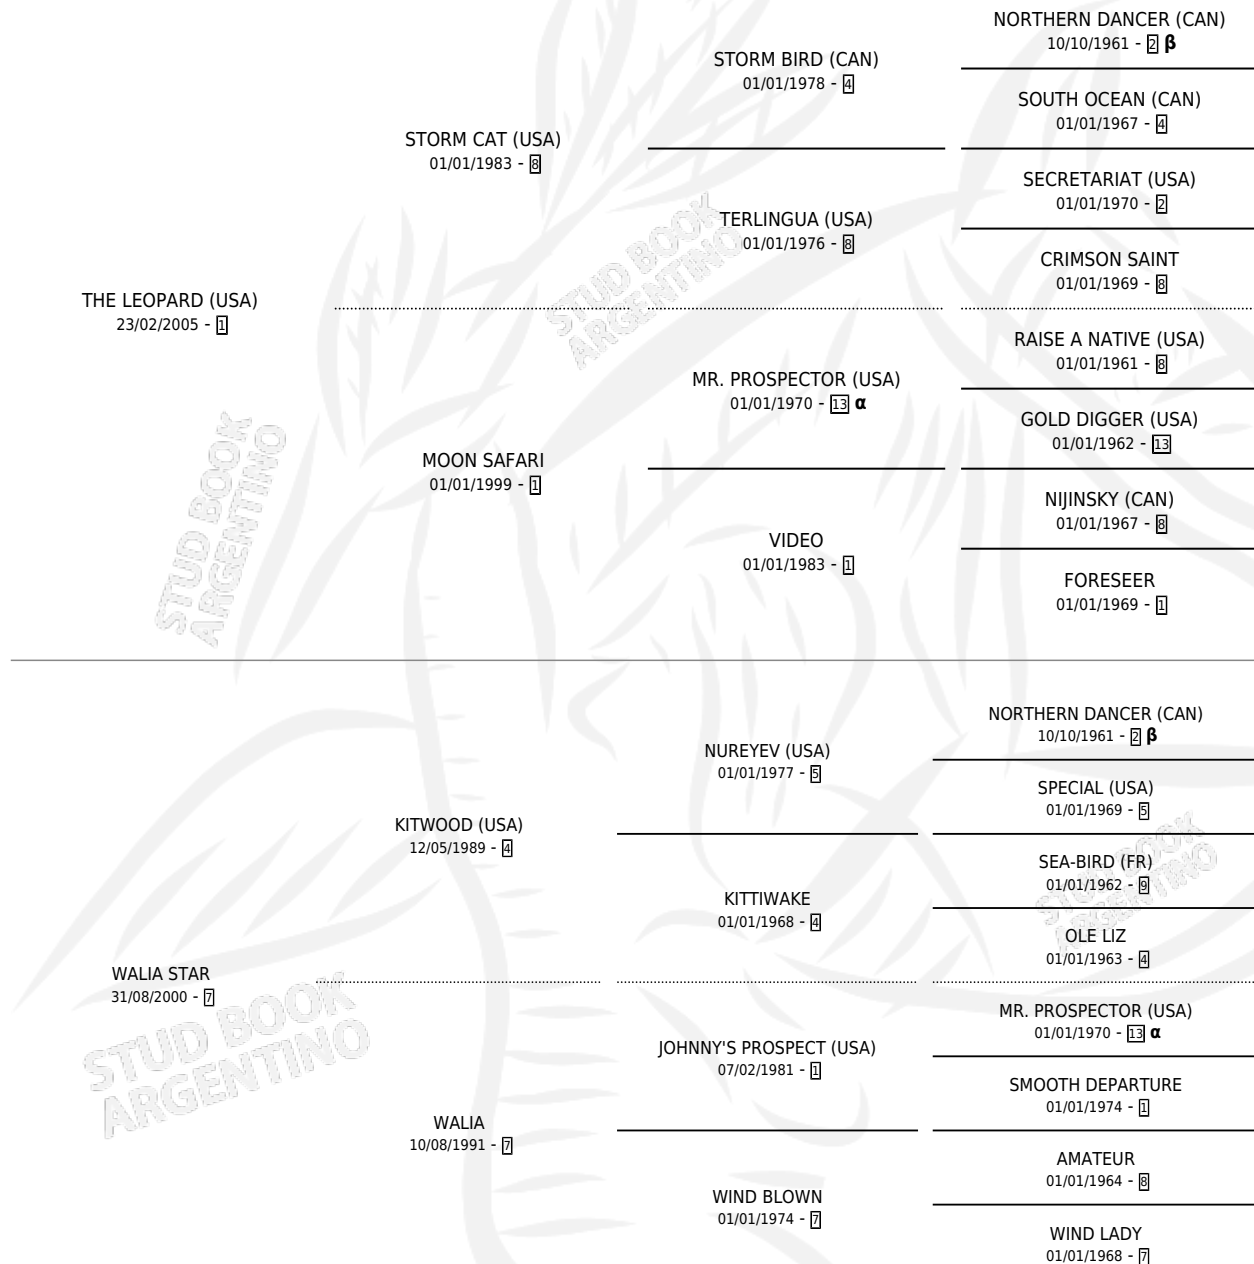 NORTHERN DANCER (CAN)
10/10/1961 - 2 β
STORM BIRD (CAN)
01/01/1978 - 4
SOUTH OCEAN (CAN)
01/01/1967 - 4
STORM CAT (USA)
01/01/1983 - 8
SECRETARIAT (USA)
01/01/1970 - 2
TERLINGUA (USA)
01/01/1976 - 8
CRIMSON SAINT
01/01/1969 - 8
THE LEOPARD (USA)
23/02/2005 - 1
RAISE A NATIVE (USA)
01/01/1961 - 8
MR. PROSPECTOR (USA)
01/01/1970 - 13 α
GOLD DIGGER (USA)
01/01/1962 - 13
MOON SAFARI
01/01/1999 - 1
NIJINSKY (CAN)
01/01/1967 - 8
VIDEO
01/01/1983 - 1
FORESEER
01/01/1969 - 1
STUD BOOK
ARGENTINO
STUD BOOK
ARGENTINO
NORTHERN DANCER (CAN)
10/10/1961 - 2 β
NUREYEV (USA)
01/01/1977 - 5
SPECIAL (USA)
01/01/1969 - 5
KITWOOD (USA)
12/05/1989 - 4
SEA-BIRD (FR)
01/01/1962 - 9
KITTIWAKE
01/01/1968 - 4
OLE LIZ
01/01/1963 - 4
WALIA STAR
31/08/2000 - 7
MR. PROSPECTOR (USA)
01/01/1970 - 13 α
JOHNNY'S PROSPECT (USA)
07/02/1981 - 1
SMOOTH DEPARTURE
01/01/1974 - 1
WALIA
10/08/1991 - 7
AMATEUR
01/01/1964 - 8
WIND BLOWN
01/01/1974 - 7
WIND LADY
01/01/1968 - 7
STUD BOOK
ARGENTINO
STUD BOOK
ARGENTINO